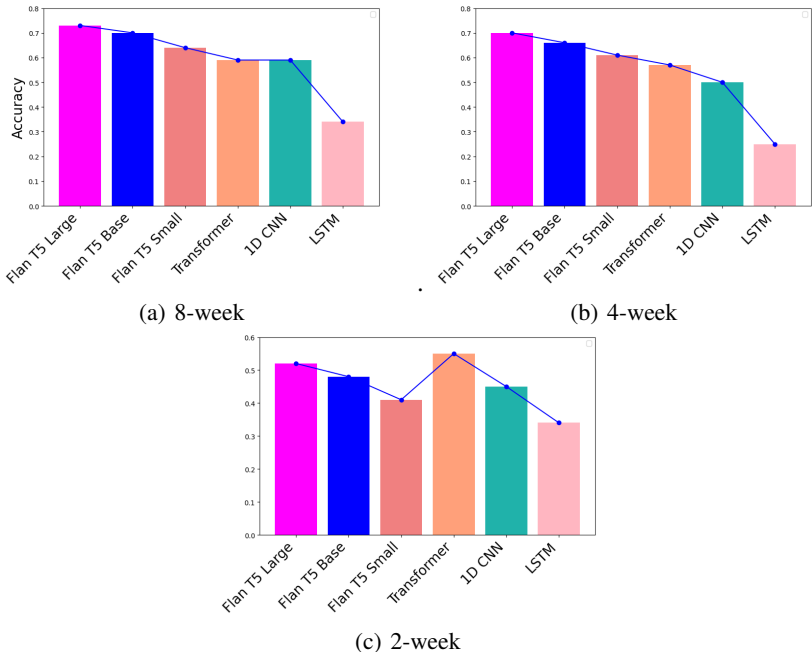 0.8
0.7
0.6
0.5
0.4
0.3
0.2
0.1
0.0
Accuracy
Flan T5 Large
Flan T5 Base
Flan T5 Small
Transformer
1D CNN
LSTM
(a) 8-week
0.8
0.7
0.6
0.5
0.4
0.3
0.2
0.1
0.0
Flan T5 Large
Flan T5 Base
Flan T5 Small
Transformer
1D CNN
LSTM
.
(b) 4-week
0.6
0.5
0.4
0.3
0.2
0.1
0.0
Flan T5 Large
Flan T5 Base
Flan T5 Small
Transformer
1D CNN
LSTM
(c) 2-week